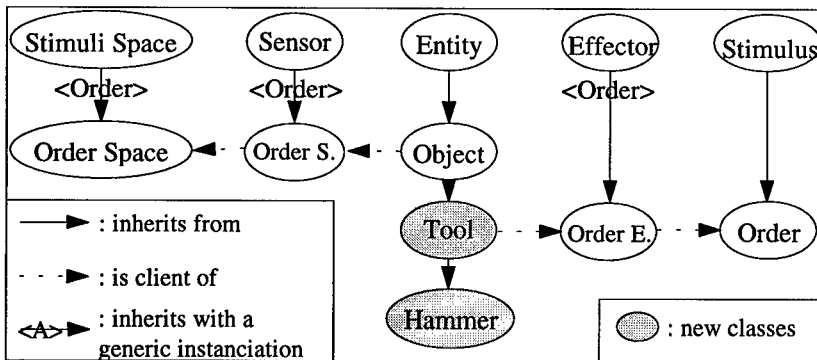 Stimuli Space Sensor Entity Effector Stimulus
<Order> <Order> <Order>
Order Space Order S. Object
Tool Order E. Order
Hammer
: inherits from
: is client of
<A> : inherits with a
generic instanciation
: new classes